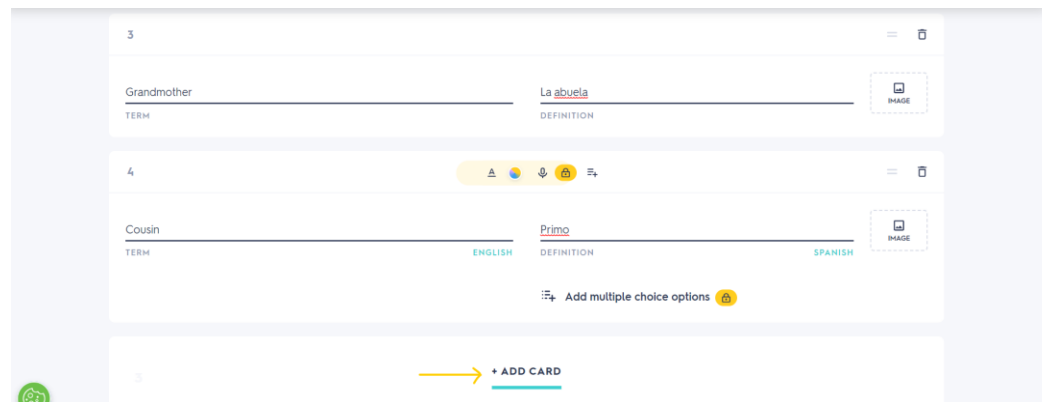 3
Grandmother
La abuela
IMAGE
TERM
DEFINITION
4
A
Cousin
Primo
IMAGE
TERM
ENGLISH
DEFINITION
SPANISH
Add multiple choice options
+ ADD CARD
5